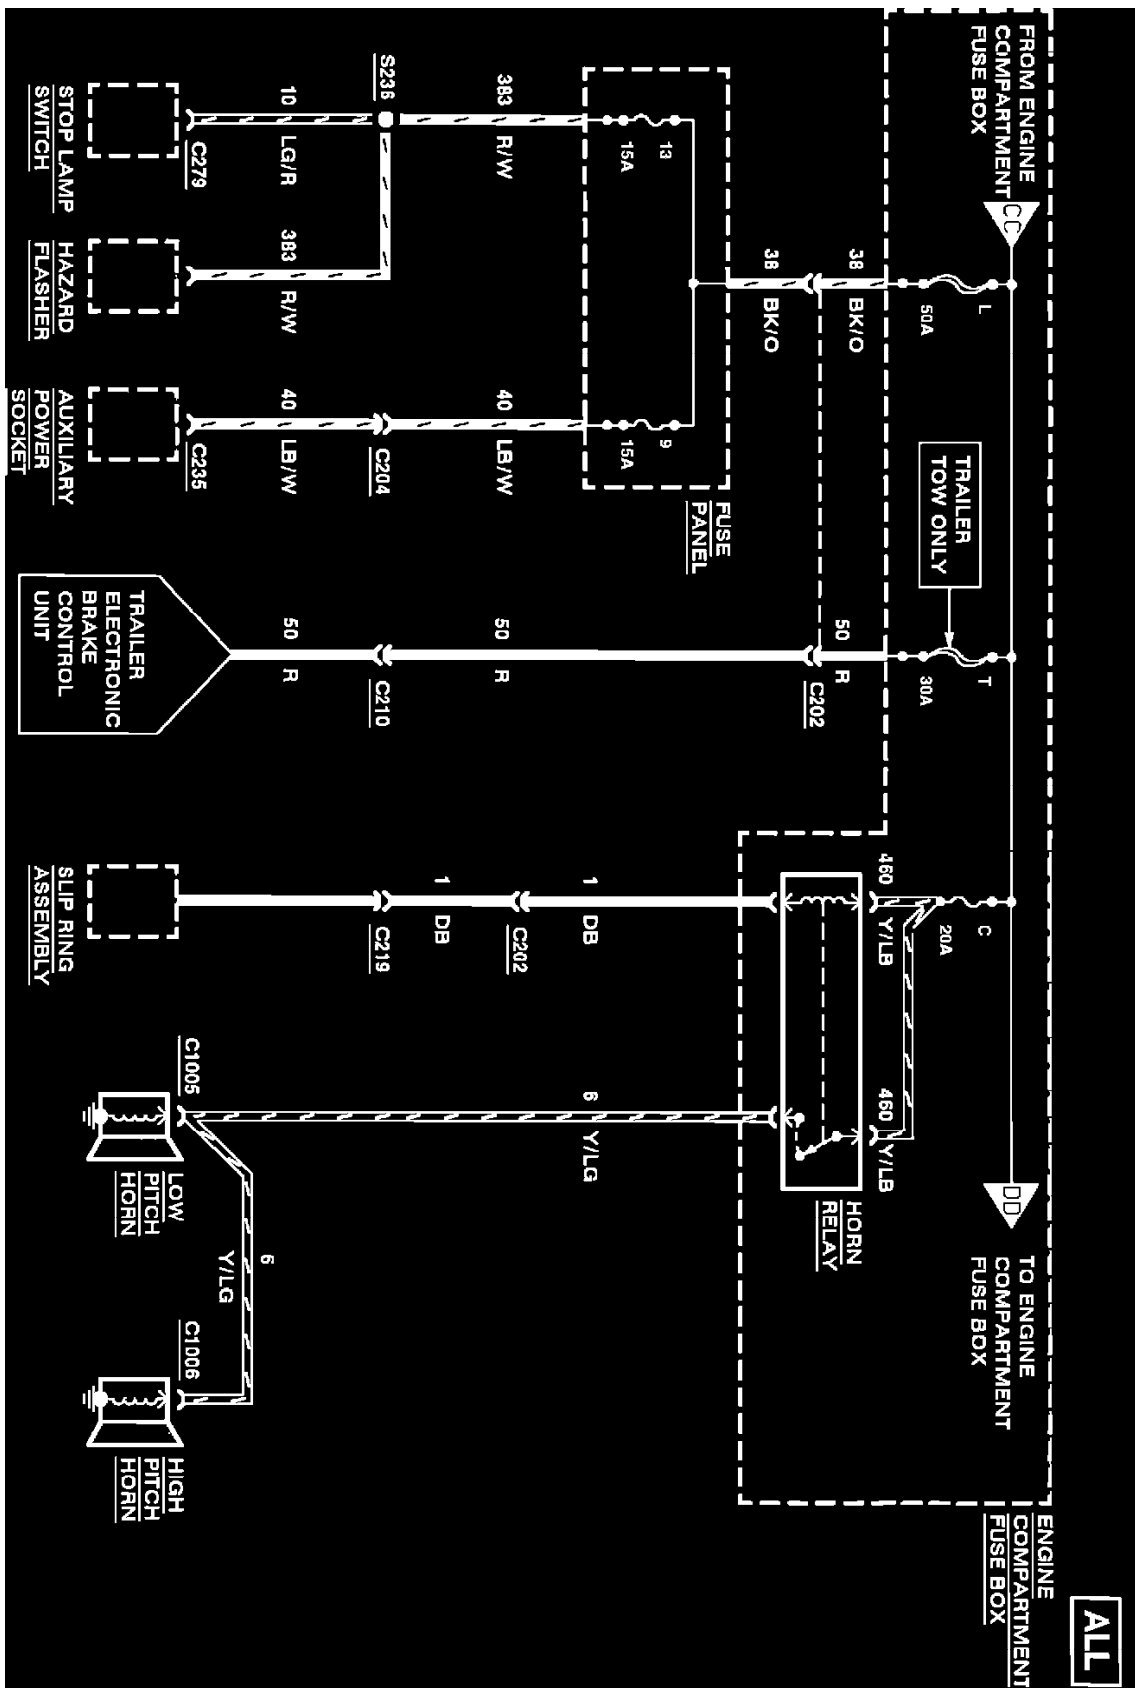 ALL
FROM ENGINE
COMPARTMENT
FUSE BOX
CC
L
50A
TRAILER
TOW ONLY
T
30A
C
20A
DD
TO ENGINE
COMPARTMENT
FUSE BOX
ENGINE
COMPARTMENT
FUSE BOX
38
BK/O
50
R
C202
460
Y/LB
460
Y/LB
HORN
RELAY
38
BK/O
FUSE
PANEL
13
15A
9
15A
383
R/W
40
LB/W
50
R
1
DB
C202
6
Y/LG
S236
C204
C210
1
DB
C219
10
LG/R
383
R/W
40
LB/W
50
R
6
Y/LG
C279
C235
C1005
C1006
STOP LAMP
SWITCH
HAZARD
FLASHER
AUXILIARY
POWER
SOCKET
TRAILER
ELECTRONIC
BRAKE
CONTROL
UNIT
SLIP RING
ASSEMBLY
LOW
PITCH
HORN
HIGH
PITCH
HORN